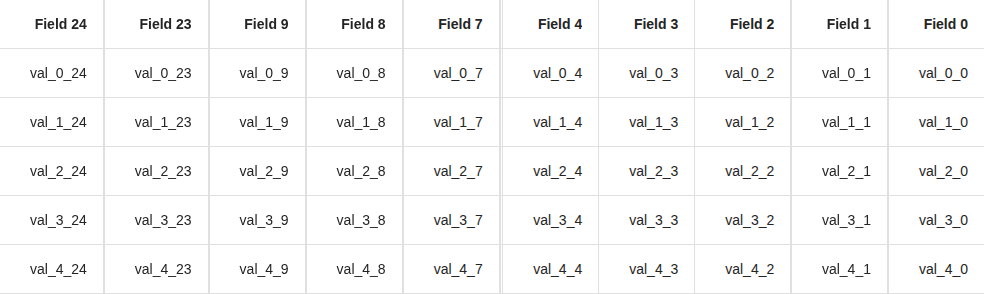 Field 24 Field 23 Field 9 Field 8 Field 7 Field 4 Field 3 Field 2 Field 1 Field 0
val_0_24 val_0_23 val_0_9 val_0_8 val_0_7 val_0_4 val_0_3 val_0_2 val_0_1 val_0_0
val_1_24 val_1_23 val_1_9 val_1_8 val_1_7 val_1_4 val_1_3 val_1_2 val_1_1 val_1_0
val_2_24 val_2_23 val_2_9 val_2_8 val_2_7 val_2_4 val_2_3 val_2_2 val_2_1 val_2_0
val_3_24 val_3_23 val_3_9 val_3_8 val_3_7 val_3_4 val_3_3 val_3_2 val_3_1 val_3_0
val_4_24 val_4_23 val_4_9 val_4_8 val_4_7 val_4_4 val_4_3 val_4_2 val_4_1 val_4_0